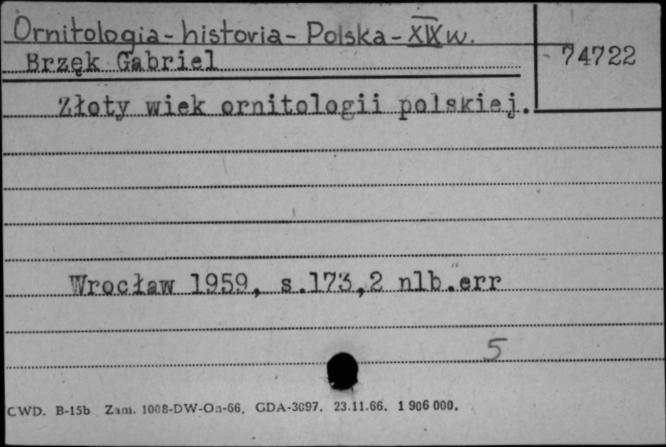 Ornitologia - historia - Polska - XIX w.
Brzęk Gabriel
74722
Złoty wiek ornitologii polskiej.
Wrocław 1959, s.173,2 nlb.err
5
CWD. B-15b Zam. 1008-DW-Oa-66. GDA-3097. 23.11.66. 1 906 000.